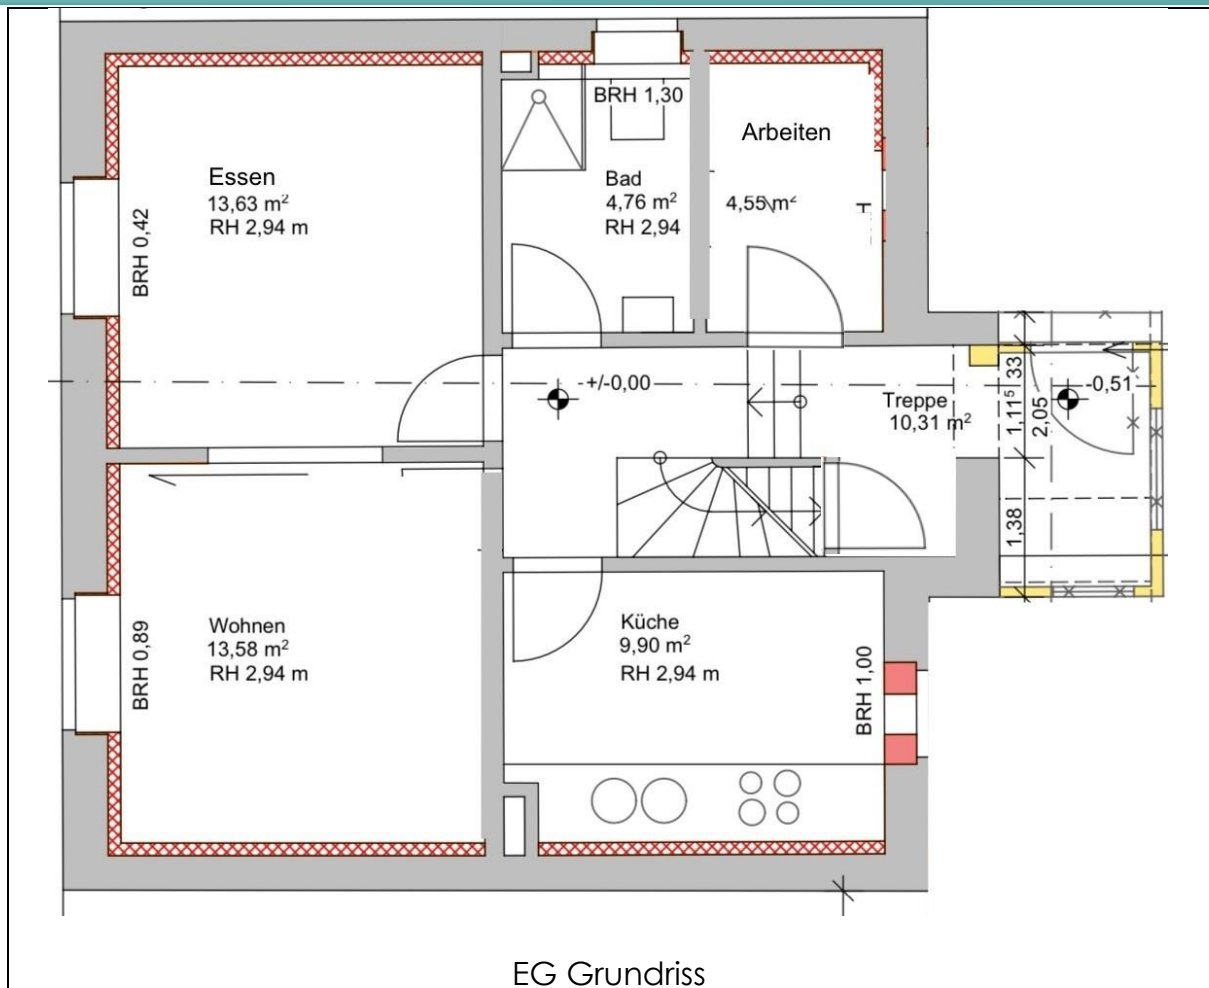 BRH 1,30
Arbeiten
Essen
13,63 m²
RH 2,94 m
Bad
4,76 m²
RH 2,94
4,55 m²
H
BRH 0,42
+/-0,00
Treppe
10,31 m²
33
1,11⁵
2,05
-0,51
1,38
Wohnen
13,58 m²
RH 2,94 m
BRH 0,89
Küche
9,90 m²
RH 2,94 m
BRH 1,00
EG Grundriss